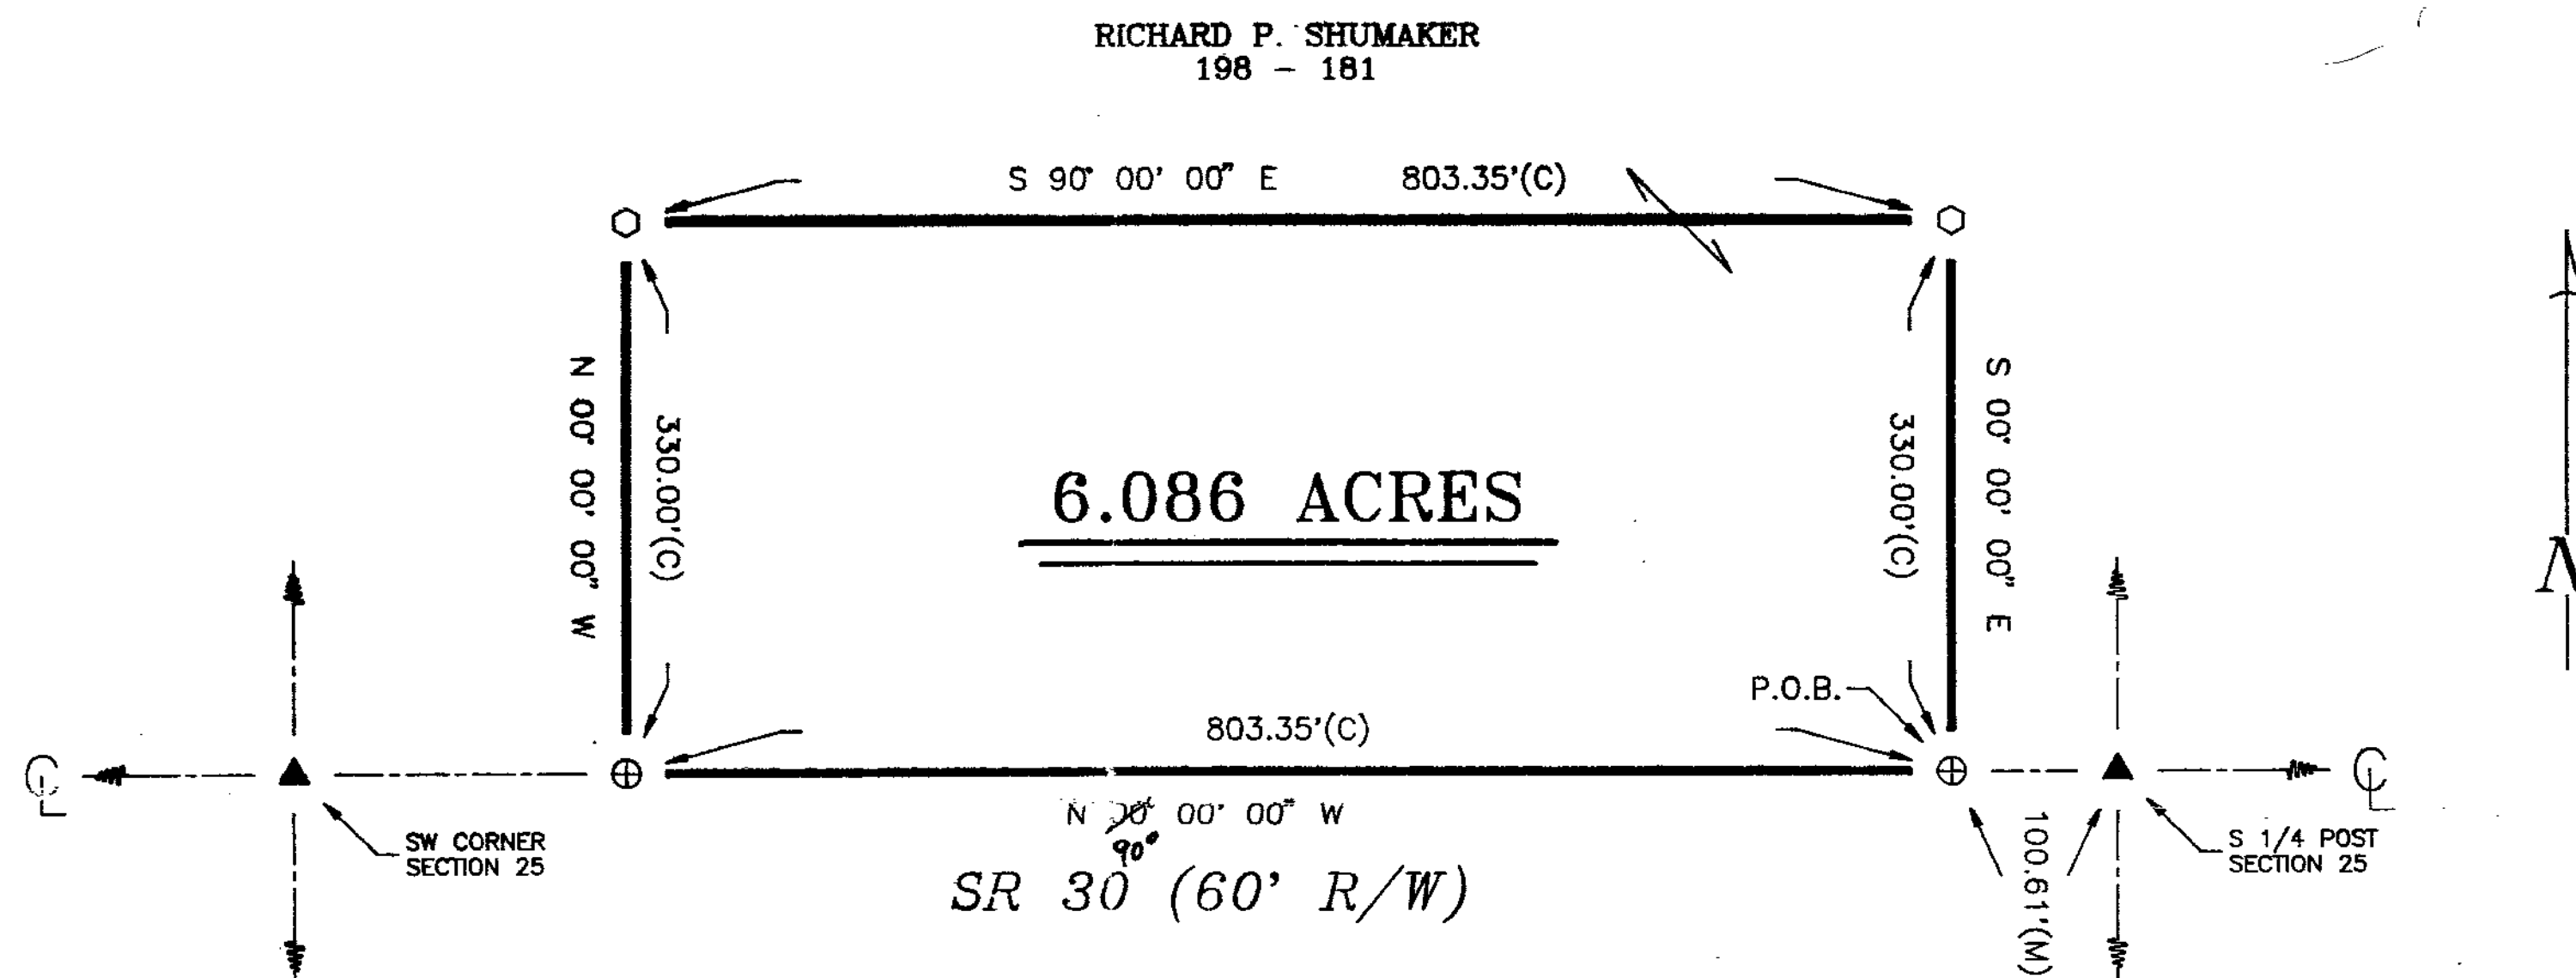 RICHARD P. SHUMAKER
198 - 181
S 90° 00' 00" E 803.35'(C)
N 00° 00' 00" W
330.00'(C)
6.086 ACRES
330.00'(C)
S 00° 00' 00" E
P.O.B.
803.35'(C)
N 00° 00' 00" W
90°
SR 30 (60' R/W)
SW CORNER
SECTION 25
100.61'(M)
S 1/4 POST
SECTION 25
℄
℄
N